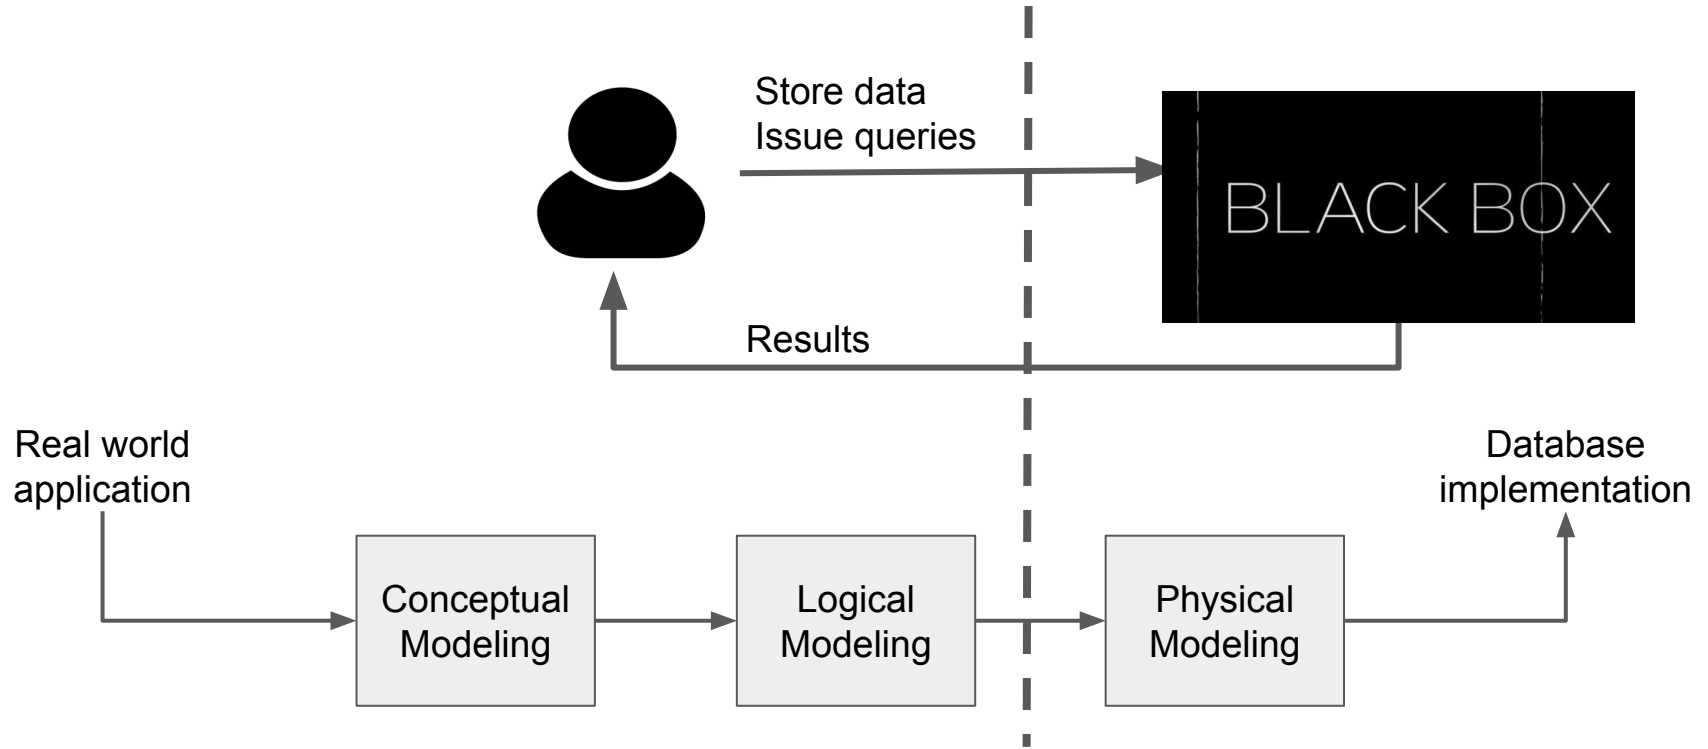 Store data
Issue queries
BLACK BOX
Results
Real world
application
Database
implementation
Conceptual
Modeling
Logical
Modeling
Physical
Modeling